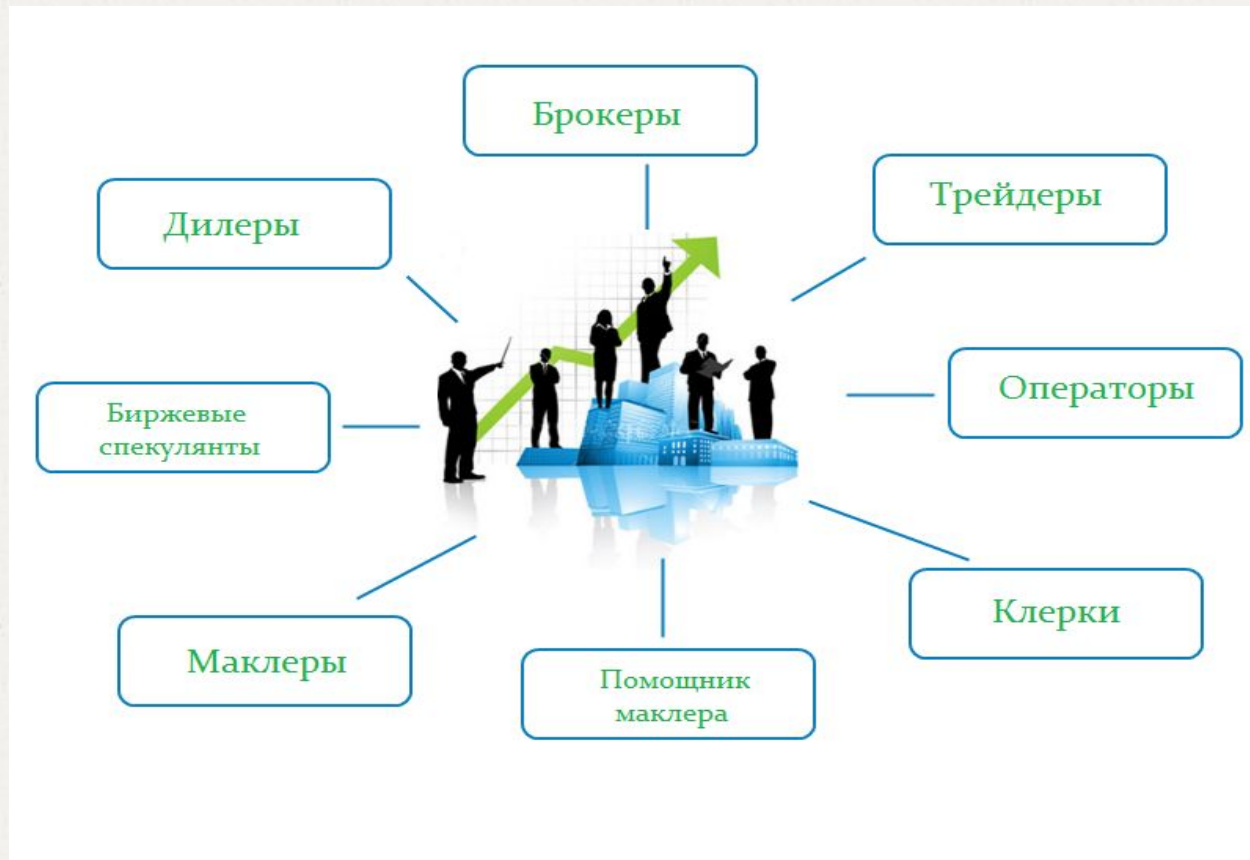 Брокеры
Трейдеры
Дилеры
Операторы
Биржевые
спекулянты
Клерки
Маклеры
Помощник
маклера